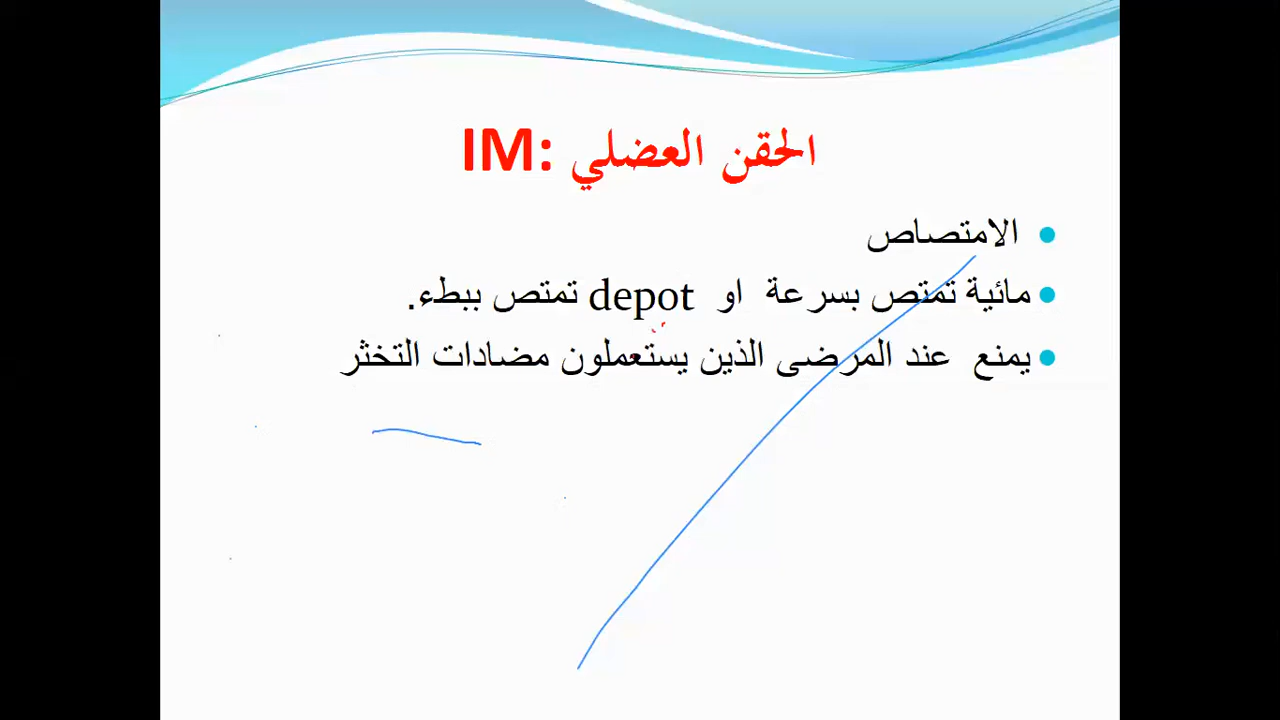 الحقن العضلي :IM
الامتصاص
مائية تمتص بسرعة او depot تمتص ببطء.
يمنع عند المرضى الذين يستعملون مضادات التخثر